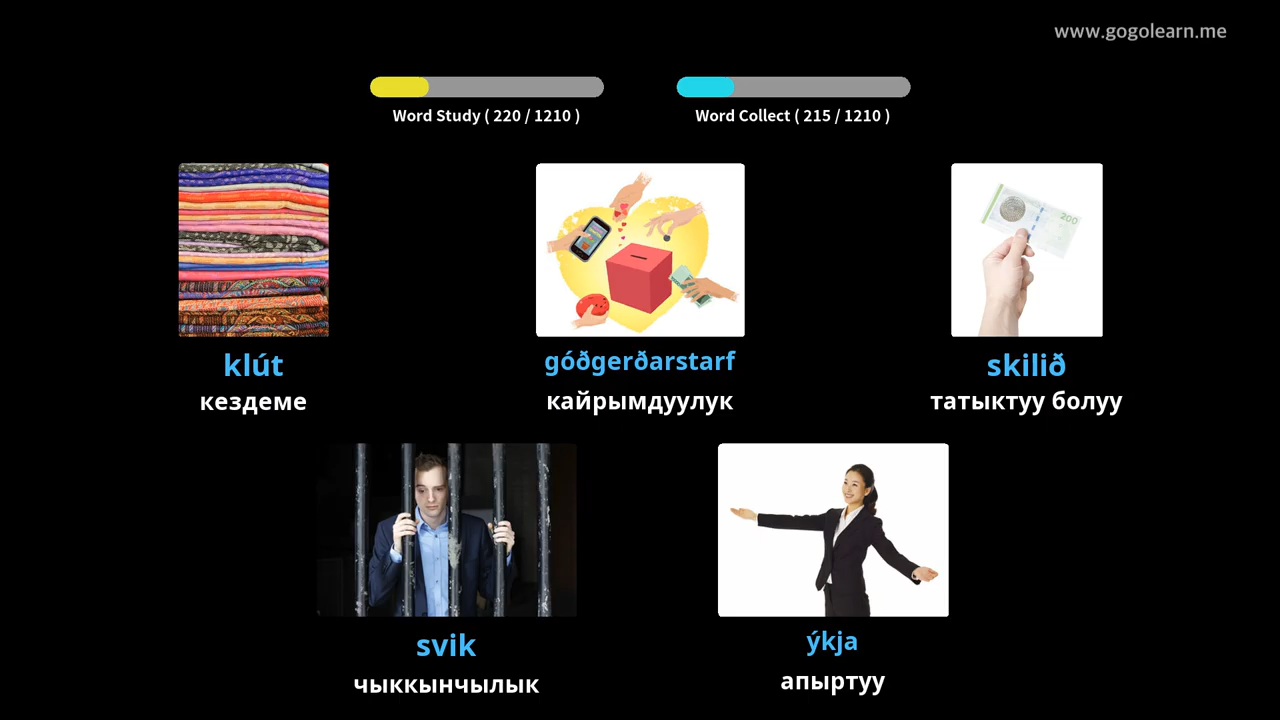 www.gogolearn.me
Word Study ( 220 / 1210 )
Word Collect ( 215 / 1210 )
200
klút
кездеме
góðgerðarstarf
кайрымдуулук
skilið
татыктуу болуу
svik
чыккынчылык
ýkja
апыртуу